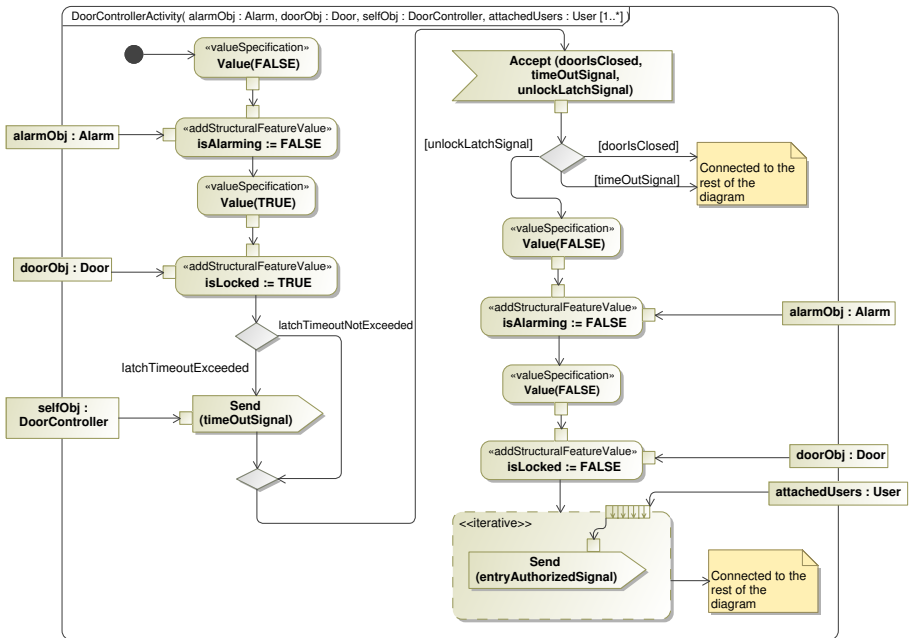 DoorControllerActivity( alarmObj : Alarm, doorObj : Door, selfObj : DoorController, attachedUsers : User [1..*] )
«valueSpecification»
Value(FALSE)
alarmObj : Alarm
«addStructuralFeatureValue»
isAlarming := FALSE
«valueSpecification»
Value(TRUE)
doorObj : Door
«addStructuralFeatureValue»
isLocked := TRUE
latchTimeoutNotExceeded
latchTimeoutExceeded
selfObj :
DoorController
Send
(timeOutSignal)
Accept (doorIsClosed,
timeOutSignal,
unlockLatchSignal)
[unlockLatchSignal]
[doorIsClosed]
[timeOutSignal]
Connected to the
rest of the
diagram
«valueSpecification»
Value(FALSE)
«addStructuralFeatureValue»
isAlarming := FALSE
alarmObj : Alarm
«valueSpecification»
Value(FALSE)
«addStructuralFeatureValue»
isLocked := FALSE
doorObj : Door
attachedUsers : User
<<iterative>>
Send
(entryAuthorizedSignal)
Connected to the
rest of the
diagram